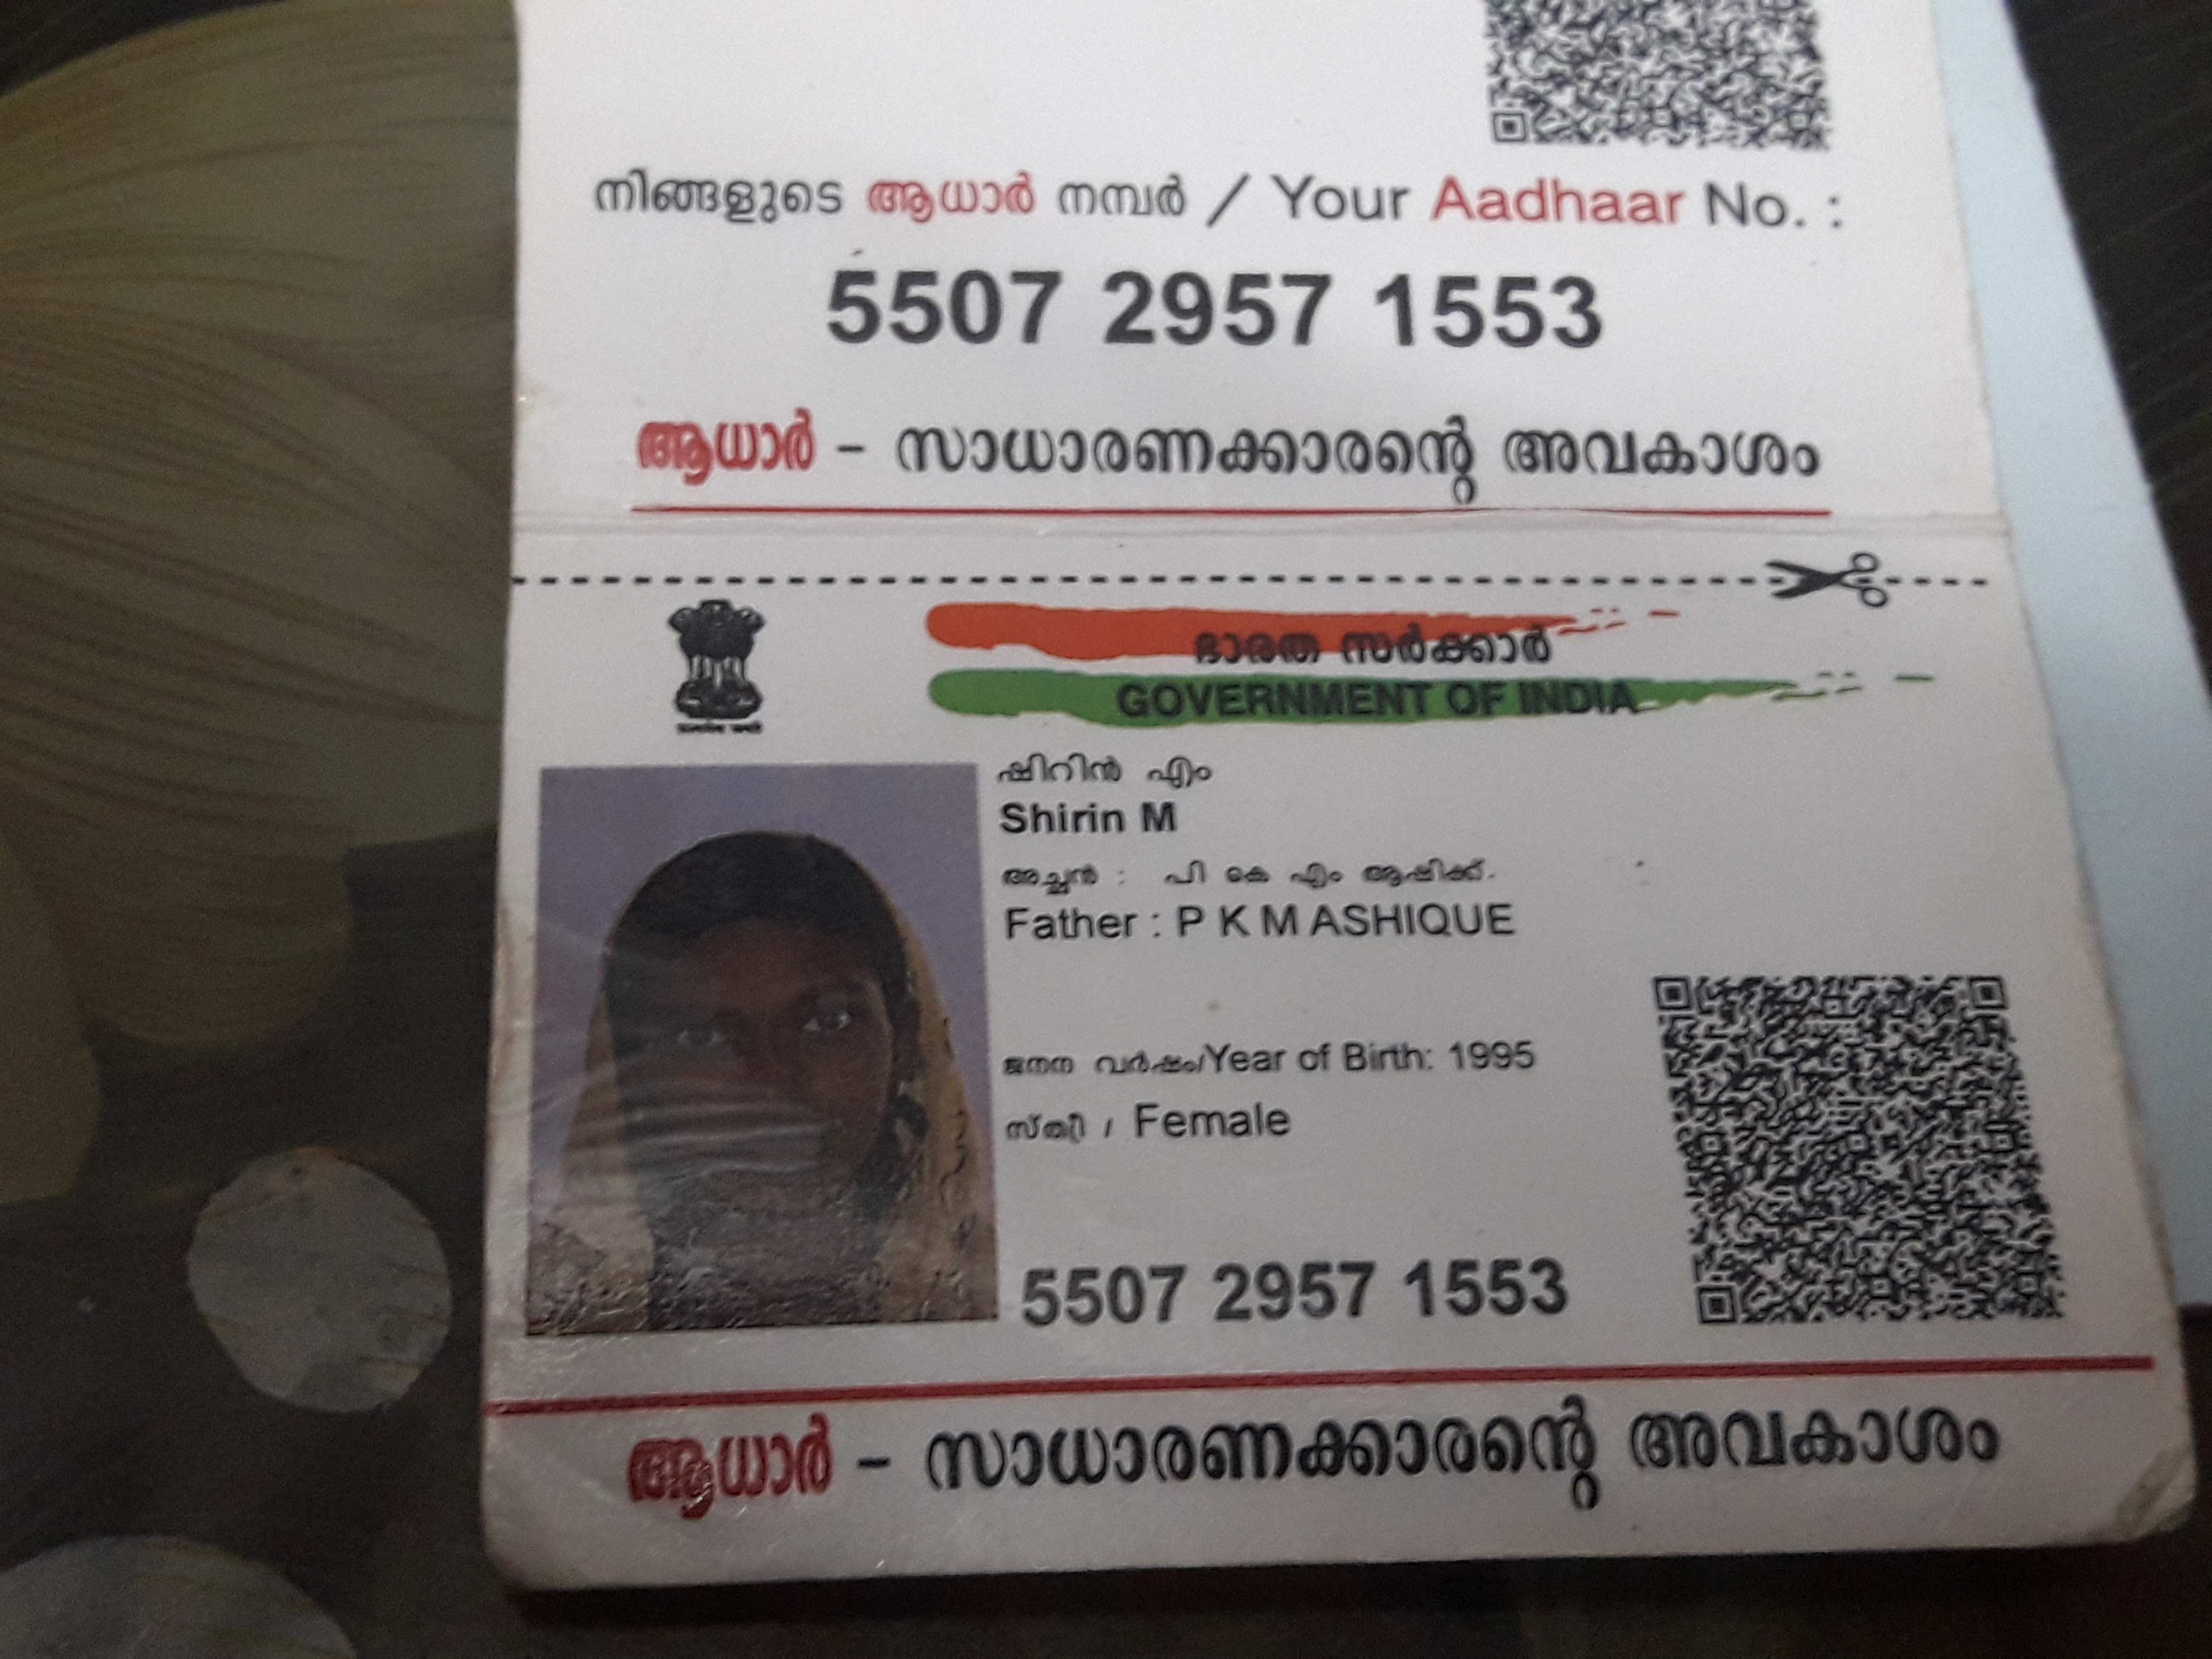 നിങ്ങളുടെ ആധാർ നമ്പർ / Your Aadhaar No. :
5507 2957 1553
ആധാർ – സാധാരണക്കാരന്റെ അവകാശം
ഭാരത സർക്കാർ
GOVERNMENT OF INDIA
ഷിറിൻ എം
Shirin M
അച്ഛൻ : പി കെ എം ആഷിക്ക്.
Father : P K M ASHIQUE
ജനന വർഷം/Year of Birth: 1995
സ്ത്രീ / Female
5507 2957 1553
ആധാർ – സാധാരണക്കാരന്റെ അവകാശം